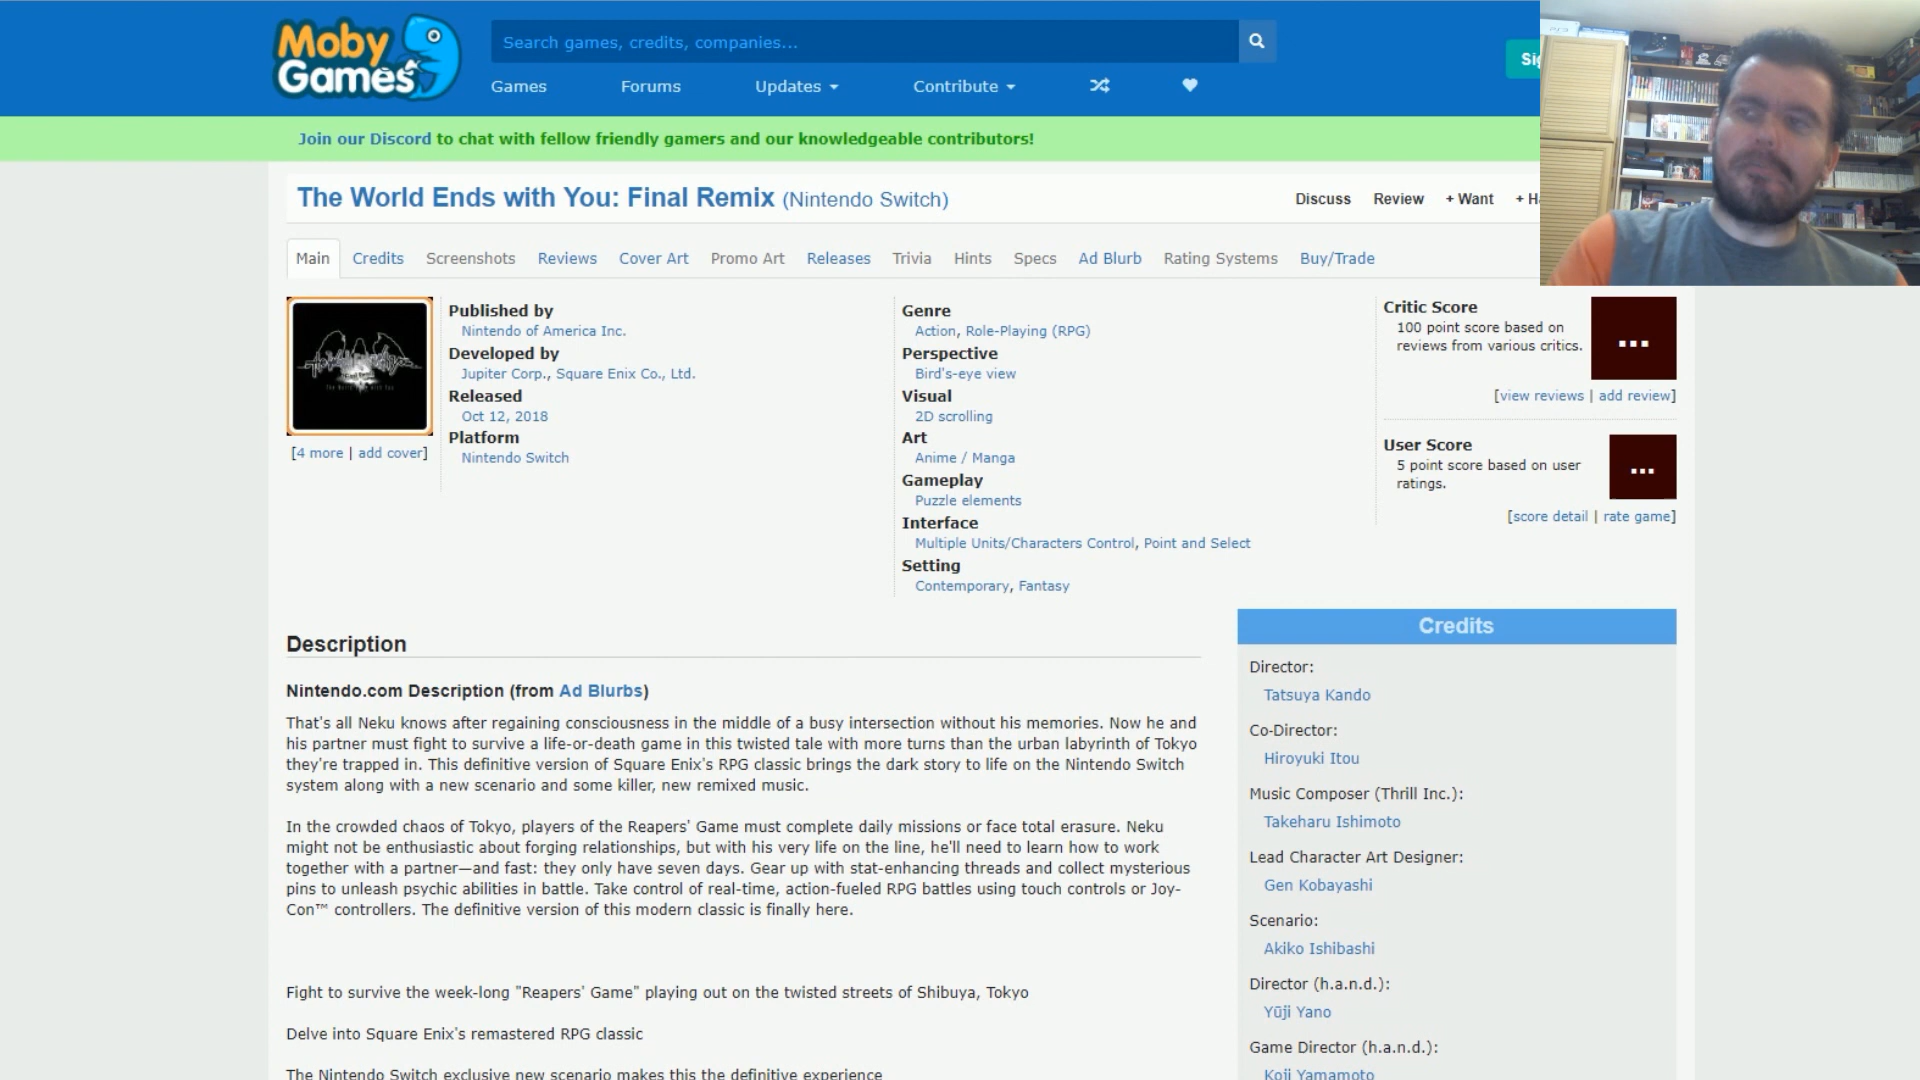 Moby
Games
Search games, credits, companies...
Games Forums Updates Contribute
Join our Discord to chat with fellow friendly gamers and our knowledgeable contributors!
The World Ends with You: Final Remix (Nintendo Switch)
Discuss Review + Want
Main Credits Screenshots Reviews Cover Art Promo Art Releases Trivia Hints Specs Ad Blurb Rating Systems Buy/Trade
[4 more | add cover]
Published by
Nintendo of America Inc.
Developed by
Jupiter Corp., Square Enix Co., Ltd.
Released
Oct 12, 2018
Platform
Nintendo Switch
Genre
Action, Role-Playing (RPG)
Perspective
Bird's-eye view
Visual
2D scrolling
Art
Anime / Manga
Gameplay
Puzzle elements
Interface
Multiple Units/Characters Control, Point and Select
Setting
Contemporary, Fantasy
Critic Score
100 point score based on
reviews from various critics.
...
[view reviews | add review]
User Score
5 point score based on user
ratings.
...
[score detail | rate game]
Description
Nintendo.com Description (from Ad Blurbs)
That's all Neku knows after regaining consciousness in the middle of a busy intersection without his memories. Now he and
his partner must fight to survive a life-or-death game in this twisted tale with more turns than the urban labyrinth of Tokyo
they're trapped in. This definitive version of Square Enix's RPG classic brings the dark story to life on the Nintendo Switch
system along with a new scenario and some killer, new remixed music.
In the crowded chaos of Tokyo, players of the Reapers' Game must complete daily missions or face total erasure. Neku
might not be enthusiastic about forging relationships, but with his very life on the line, he'll need to learn how to work
together with a partner—and fast: they only have seven days. Gear up with stat-enhancing threads and collect mysterious
pins to unleash psychic abilities in battle. Take control of real-time, action-fueled RPG battles using touch controls or Joy-
Con™ controllers. The definitive version of this modern classic is finally here.
Fight to survive the week-long "Reapers' Game" playing out on the twisted streets of Shibuya, Tokyo
Delve into Square Enix's remastered RPG classic
The Nintendo Switch exclusive new scenario makes this the definitive experience
Credits
Director:
Tatsuya Kando
Co-Director:
Hiroyuki Itou
Music Composer (Thrill Inc.):
Takeharu Ishimoto
Lead Character Art Designer:
Gen Kobayashi
Scenario:
Akiko Ishibashi
Director (h.a.n.d.):
Yūji Yano
Game Director (h.a.n.d.):
Koji Yamamoto